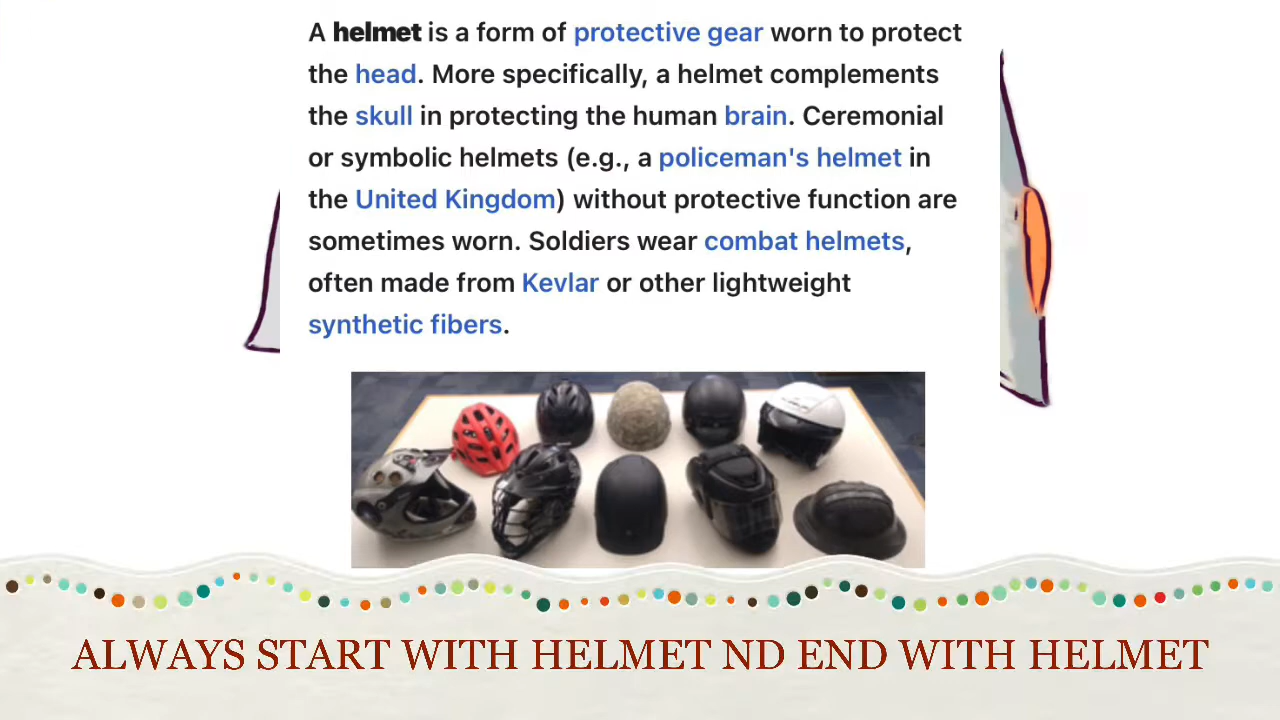 A helmet is a form of protective gear worn to protect
the head. More specifically, a helmet complements
the skull in protecting the human brain. Ceremonial
or symbolic helmets (e.g., a policeman's helmet in
the United Kingdom) without protective function are
sometimes worn. Soldiers wear combat helmets,
often made from Kevlar or other lightweight
synthetic fibers.
ALWAYS START WITH HELMET ND END WITH HELMET